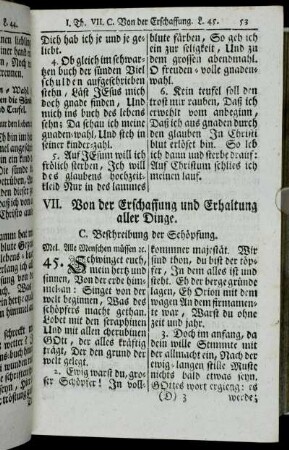 I. Th. VII. C. Von der Erschaffung. L. 45. 53
Dich hab ich je und je ge-
liebt.
4. Ob gleich im schwar-
tzen buch der sünden Viel
schulden aufgeschrieben
stehn, Läst JEsus mich
doch gnade finden, Und
mich ins buch des lebens
sehn; Da schau ich meine
gnaden-wahl, Und steh in
seiner kinder-zahl.
5. Auf JEsum will ich
frölich sterben, Ich will
des glaubens hochzeit-
kleid Nur in des lammes
blute färben, So geh ich
ein zur seligkeit, Und zu
dem grossen abendmahl.
O freuden-volle gnaden-
wahl.
6. Kein teufel soll den
trost mir rauben, Daß ich
erwehlt vom anbeginn,
Daß ich aus gnaden durch
den glauben In Christi
blut erlöset bin. So leb
ich dann und sterbe drauf:
Auf Christum schließ ich
meinen lauf.
VII. Von der Erschaffung und Erhaltung
aller Dinge.
C. Beschreibung der Schöpfung.
Mel. Alle Menschen müssen ꝛc.
45. Schwinget euch,
mein hertz und
sinnen, Von der erde him-
melan: Singet von der
welt beginnen, Was des
schöpfers macht gethan.
Lobet mit den seraphinen
Und mit allen cherubinen
GOtt, der alles kräftig
trägt, Der den grund der
welt gelegt.
2. Ewig warst du, gros-
ser Schöpfer! In voll-
kommner majestät. Wir
sind thon, du bist der töp-
fer, In dem alles ist und
steht. Eh der berge gründe
lagen, Eh Orion mit dem
wagen An dem firmamen-
te war, Warst du ohne
zeit und jahr.
3. Doch im anfang, da
dein wille Stimmte mit
der allmacht ein, Nach der
ewig-langen stille Muste
nichts bald etwas seyn.
GOttes wort ergieng: es
(D) 3 werde;